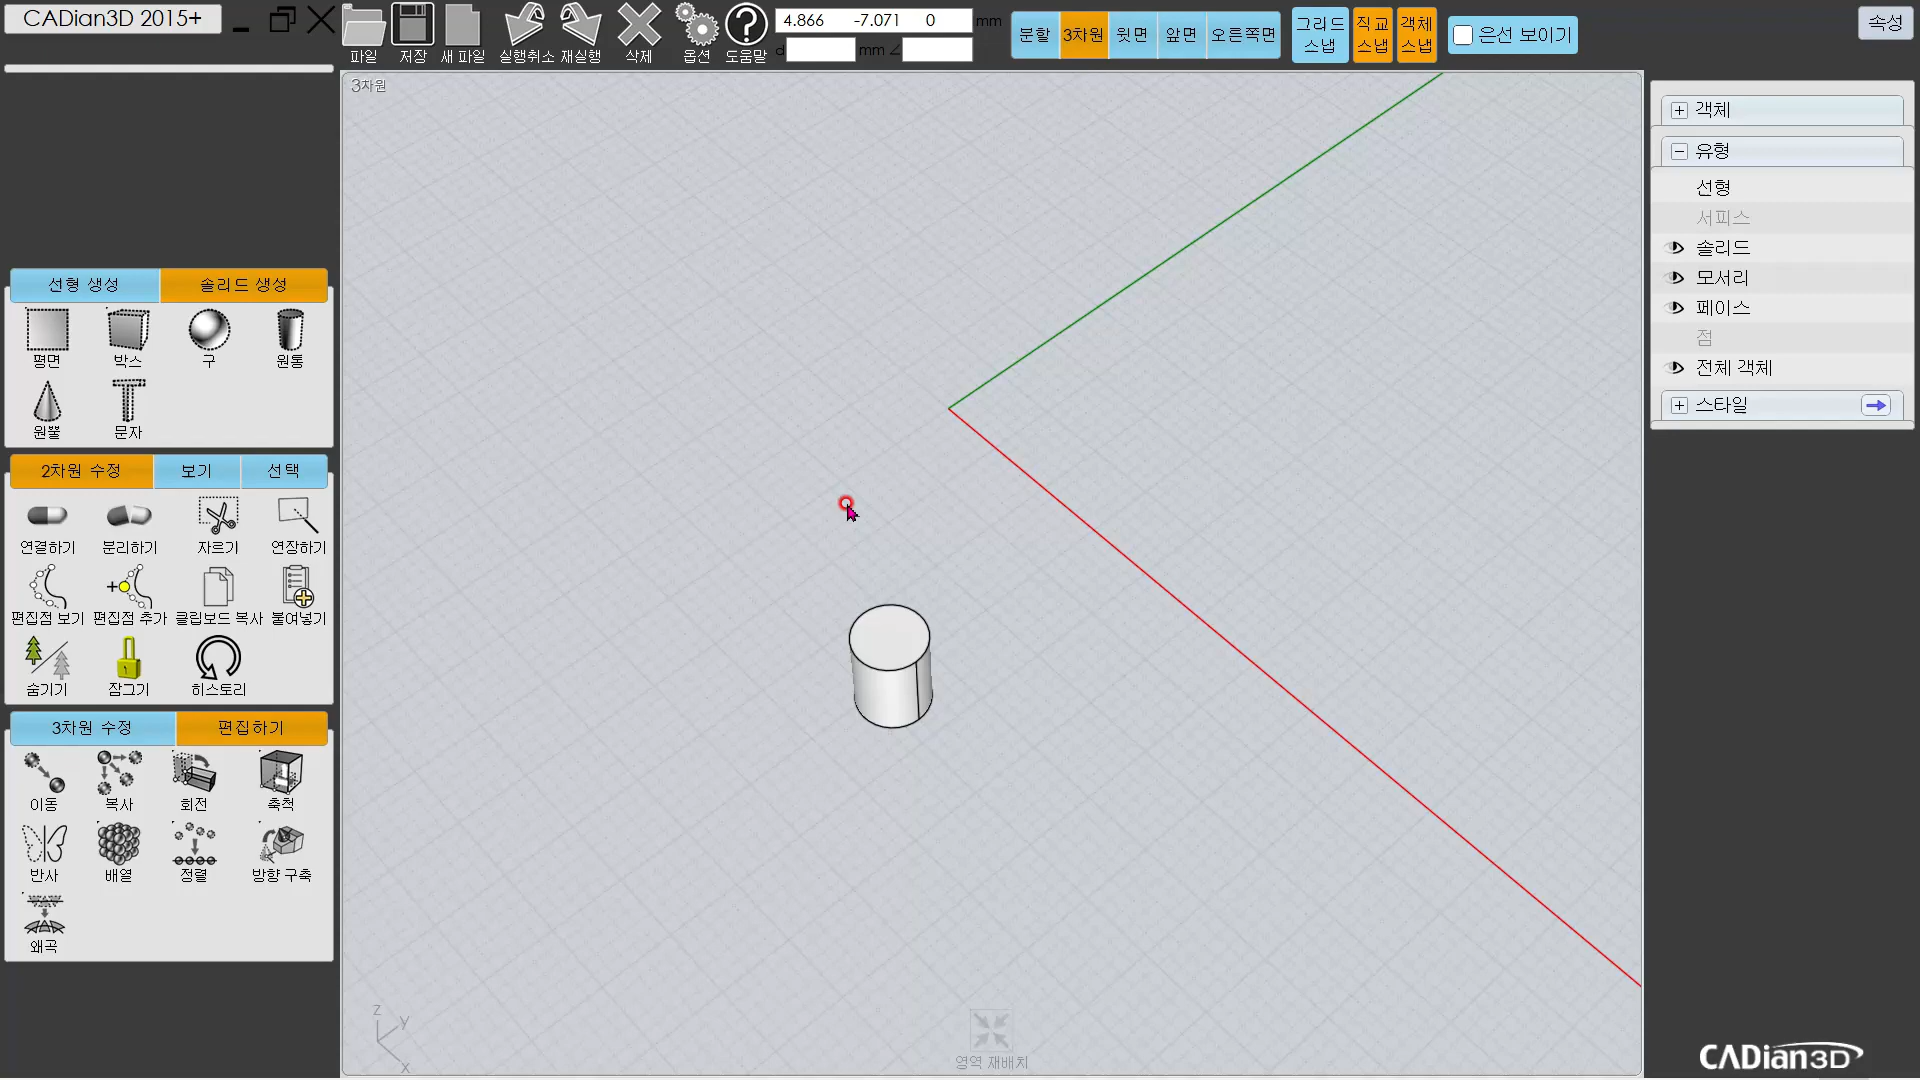 CADian3D 2015+
파일
저장
새 파일
실행취소
재실행
삭제
옵션
도움말
4.866 -7.071 0 mm
d mm
분할
3차원
윗면
앞면
오른쪽면
그리드
스냅
직교
스냅
객체
스냅
은선 보이기
속성
3차원
선형 생성
솔리드 생성
평면
박스
구
원통
원뿔
문자
2차원 수정
보기
선택
연결하기
분리하기
자르기
연장하기
편집점 보기
편집점 추가
클립보드 복사
붙여넣기
숨기기
잠그기
히스토리
3차원 수정
편집하기
이동
복사
회전
축척
반사
배열
정렬
방향 구축
왜곡
객체
유형
선형
서피스
솔리드
모서리
페이스
점
전체 객체
스타일
z
y
x
영역 재배치
CADian3D